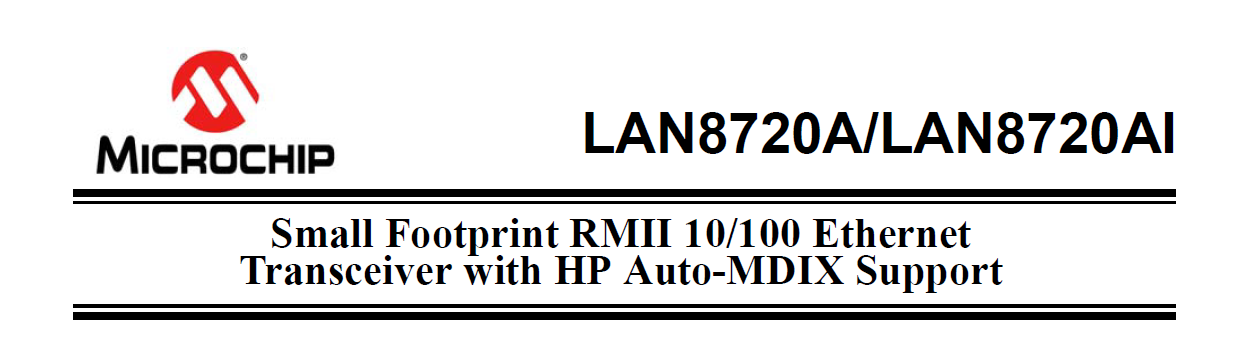 MICROCHIP
LAN8720A/LAN8720AI
Small Footprint RMII 10/100 Ethernet
Transceiver with HP Auto-MDIX Support